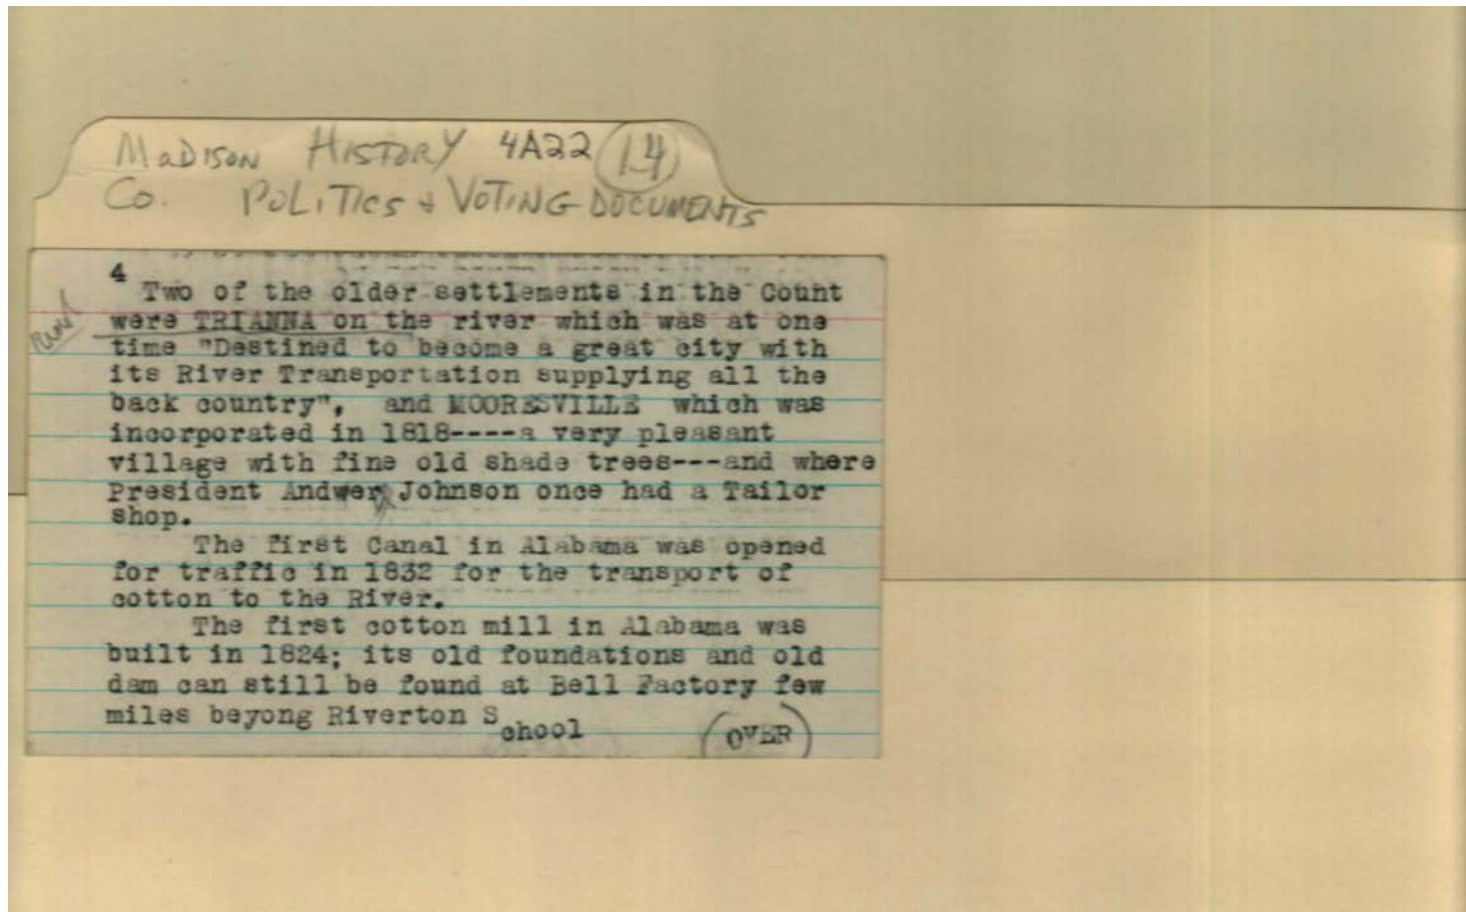 MADISON HISTORY 4A22 14
Co. POLITICS & VOTING DOCUMENTS
4
Two of the older settlements in the Count
were TRIANNA on the river which was at one
time "Destined to become a great city with
its River Transportation supplying all the
back country", and MOORESVILLE which was
incorporated in 1818----a very pleasant
village with fine old shade trees---and where
President Andwer Johnson once had a Tailor
shop.
The first Canal in Alabama was opened
for traffic in 1832 for the transport of
cotton to the River.
The first cotton mill in Alabama was
built in 1824; its old foundations and old
dam can still be found at Bell Factory few
miles beyong Riverton School
(OVER)